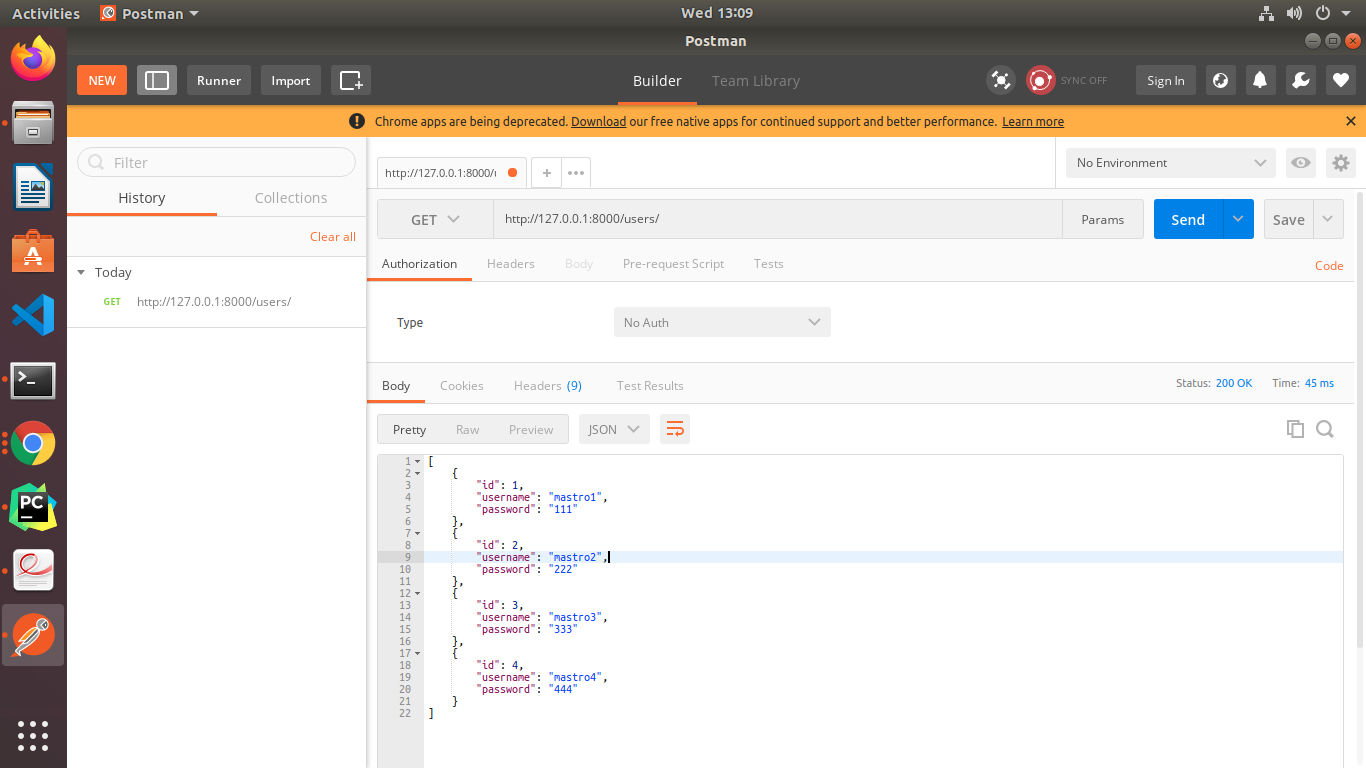 Activities Postman Wed 13:09
Postman
NEW Runner Import Builder Team Library SYNC OFF Sign In
Chrome apps are being deprecated. Download our free native apps for continued support and better performance. Learn more
Filter
History Collections
Clear all
Today
GET http://127.0.0.1:8000/users/
http://127.0.0.1:8000/u + ••• No Environment
GET http://127.0.0.1:8000/users/ Params Send Save
Authorization Headers Body Pre-request Script Tests Code
Type No Auth
Body Cookies Headers (9) Test Results Status: 200 OK Time: 45 ms
Pretty Raw Preview JSON
1 [
2 {
3 "id": 1,
4 "username": "mastro1",
5 "password": "111"
6 },
7 {
8 "id": 2,
9 "username": "mastro2",
10 "password": "222"
11 },
12 {
13 "id": 3,
14 "username": "mastro3",
15 "password": "333"
16 },
17 {
18 "id": 4,
19 "username": "mastro4",
20 "password": "444"
21 }
22 ]
PC